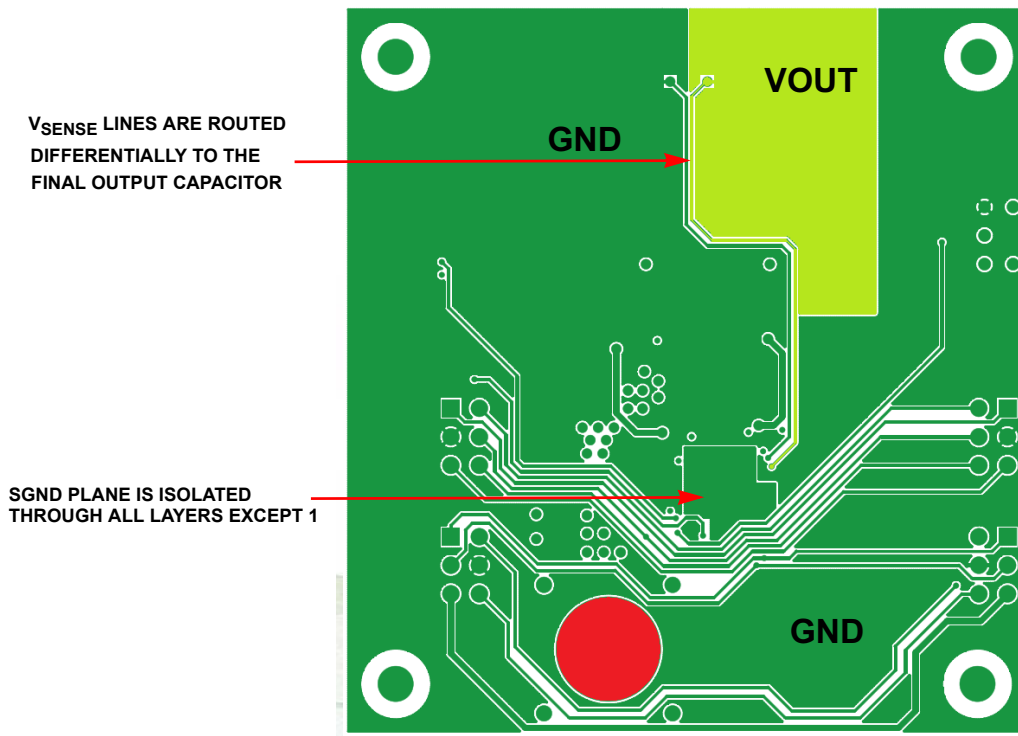 VOUT
VSENSE LINES ARE ROUTED
DIFFERENTIALLY TO THE
FINAL OUTPUT CAPACITOR
GND
SGND PLANE IS ISOLATED
THROUGH ALL LAYERS EXCEPT 1
GND